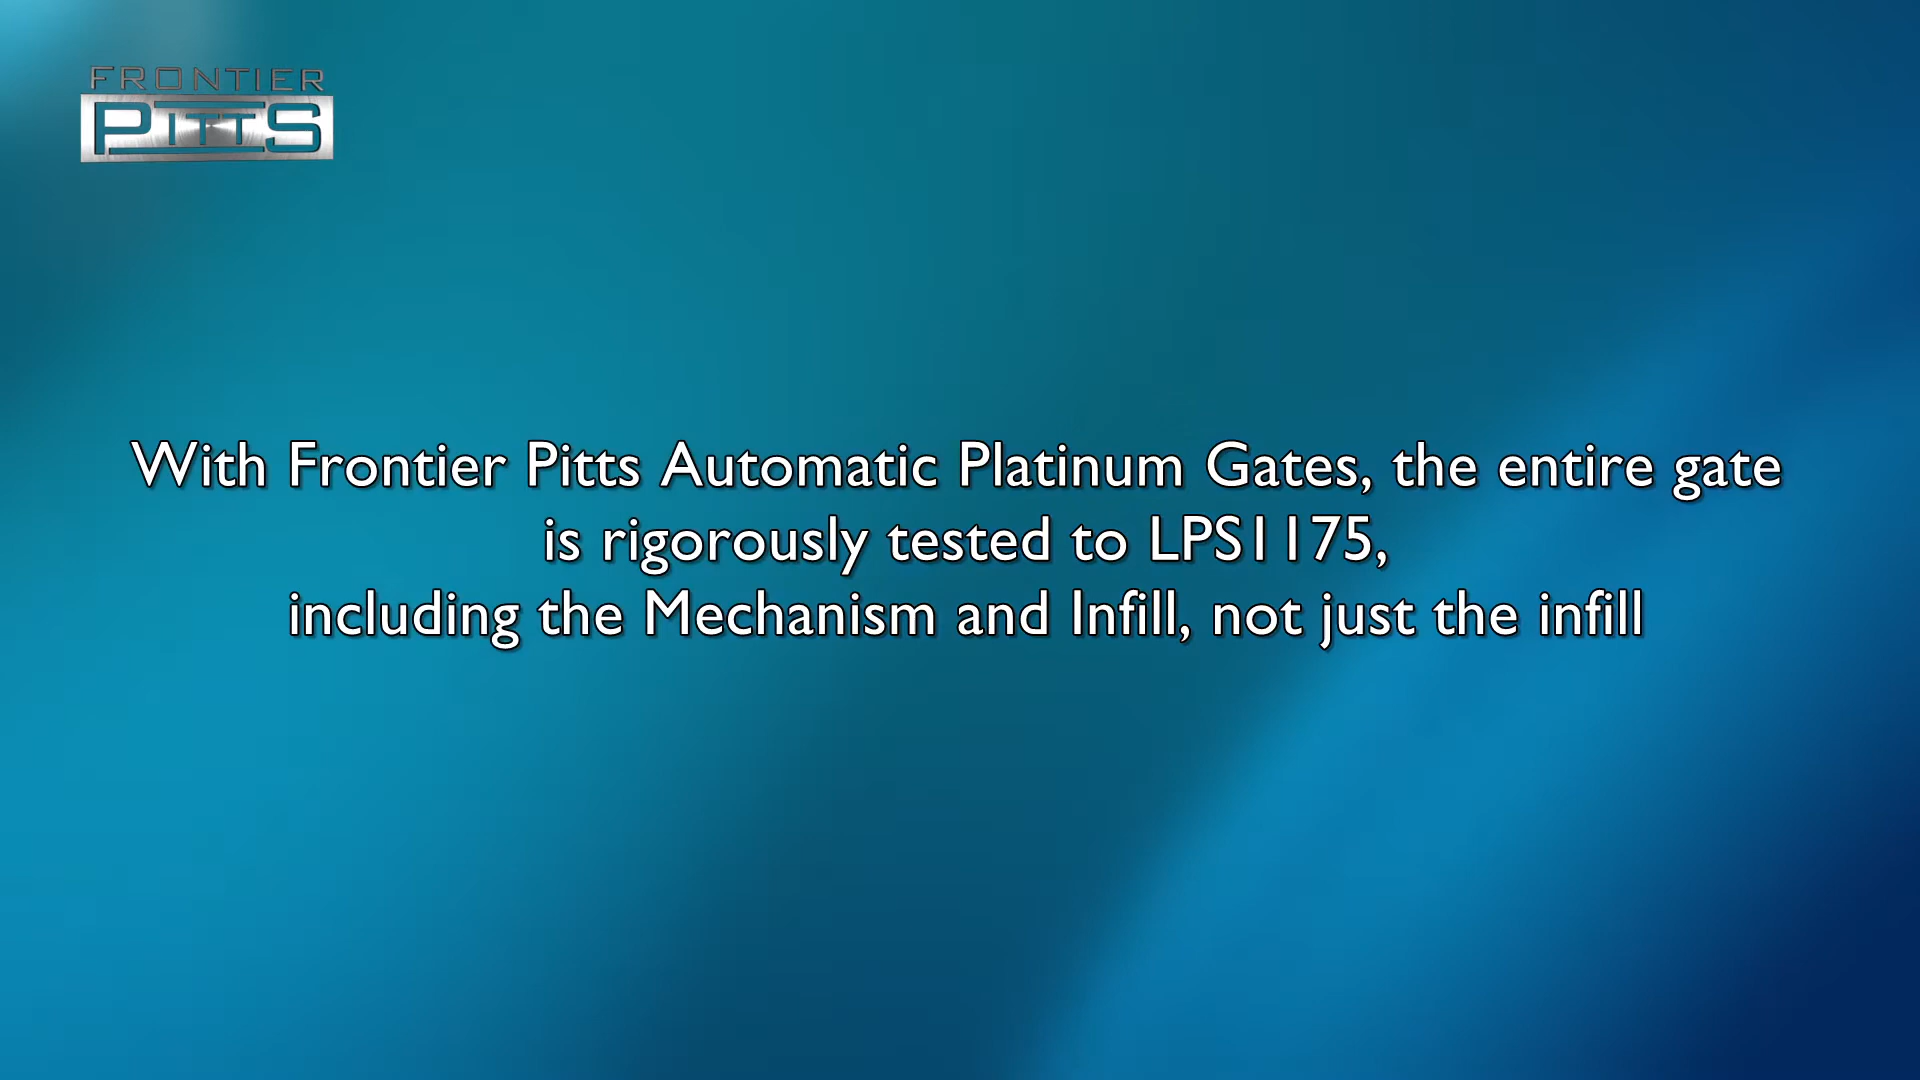 FRONTIER
PITTS
With Frontier Pitts Automatic Platinum Gates, the entire gate
is rigorously tested to LPS1175,
including the Mechanism and Infill, not just the infill